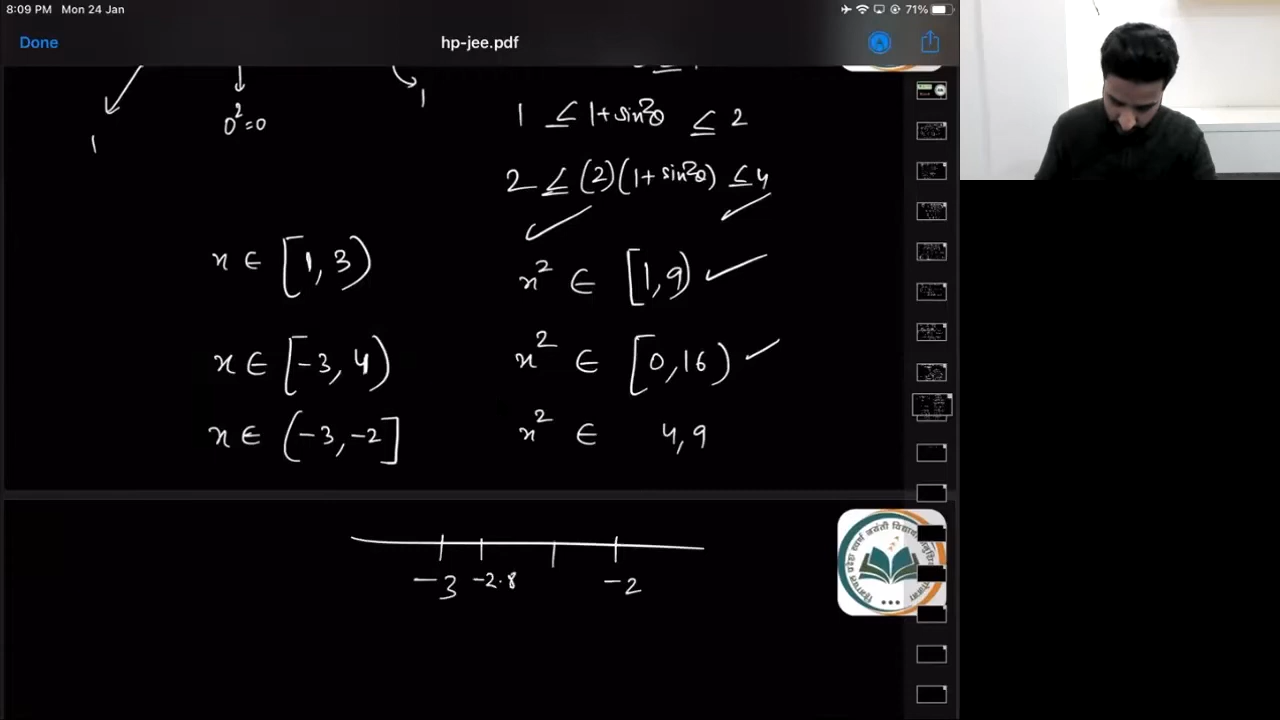 8:09 PM Mon 24 Jan
71%
Done
hp-jee.pdf
1
0²=0
1
1 ≤ 1+sin²θ ≤ 2
2 ≤ (2)(1+sin²θ) ≤ 4
x ∈ [1,3)
x² ∈ [1,9)
x ∈ [-3,4)
x² ∈ [0,16)
x ∈ (-3,-2]
x² ∈ 4,9
-3 -2.8 -2